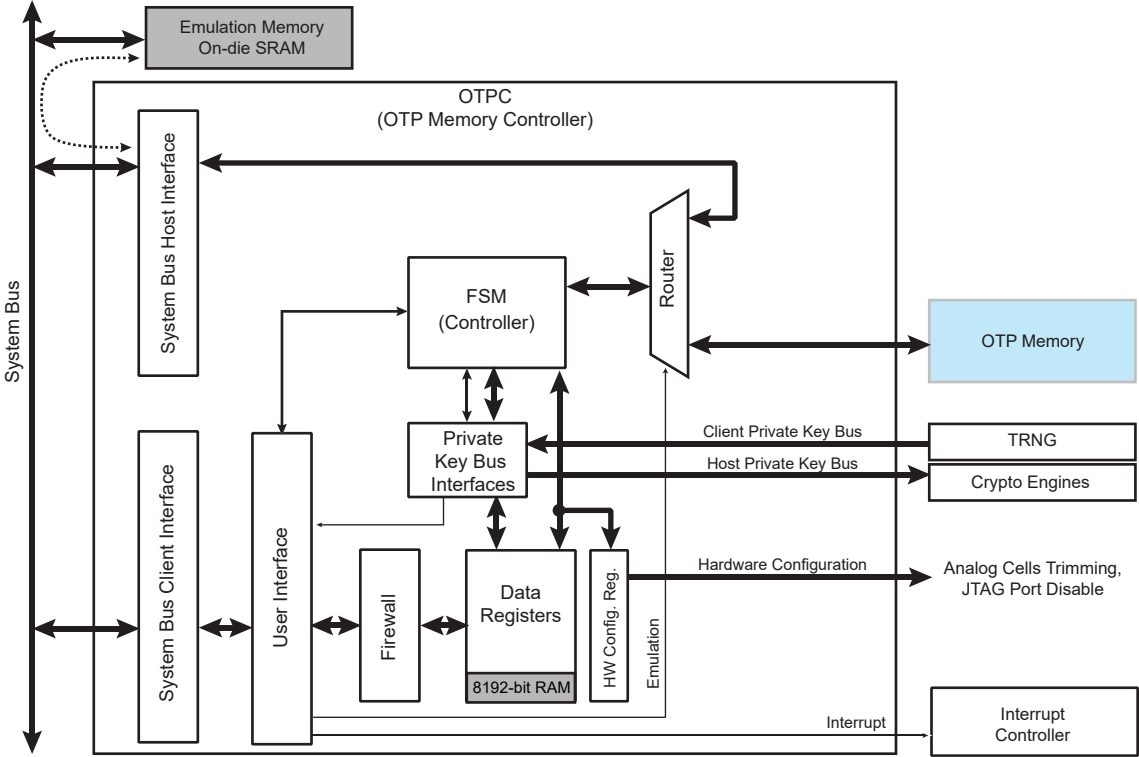 Emulation Memory
On-die SRAM
OTPC
(OTP Memory Controller)
System Bus
System Bus Host Interface
FSM
(Controller)
Router
OTP Memory
Private
Key Bus
Interfaces
Client Private Key Bus
TRNG
Host Private Key Bus
Crypto Engines
System Bus Client Interface
User Interface
Firewall
Data
Registers
8192-bit RAM
HW Config. Reg.
Hardware Configuration
Analog Cells Trimming,
JTAG Port Disable
Emulation
Interrupt
Interrupt
Controller